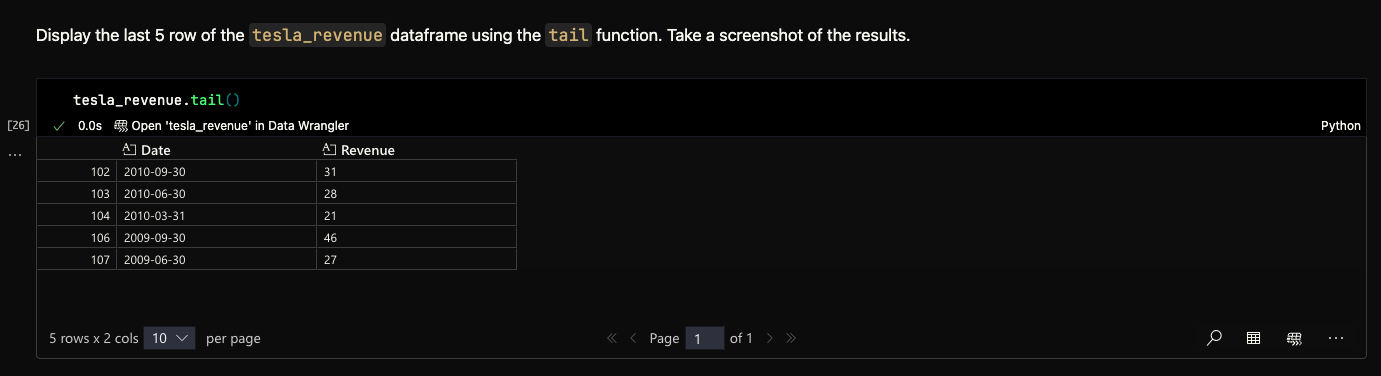 Display the last 5 row of the tesla_revenue dataframe using the tail function. Take a screenshot of the results.
tesla_revenue.tail()
[26] 0.0s Open 'tesla_revenue' in Data Wrangler Python
... Date Revenue
102 2010-09-30 31
103 2010-06-30 28
104 2010-03-31 21
106 2009-09-30 46
107 2009-06-30 27
5 rows x 2 cols 10 per page « < Page 1 of 1 > » ...